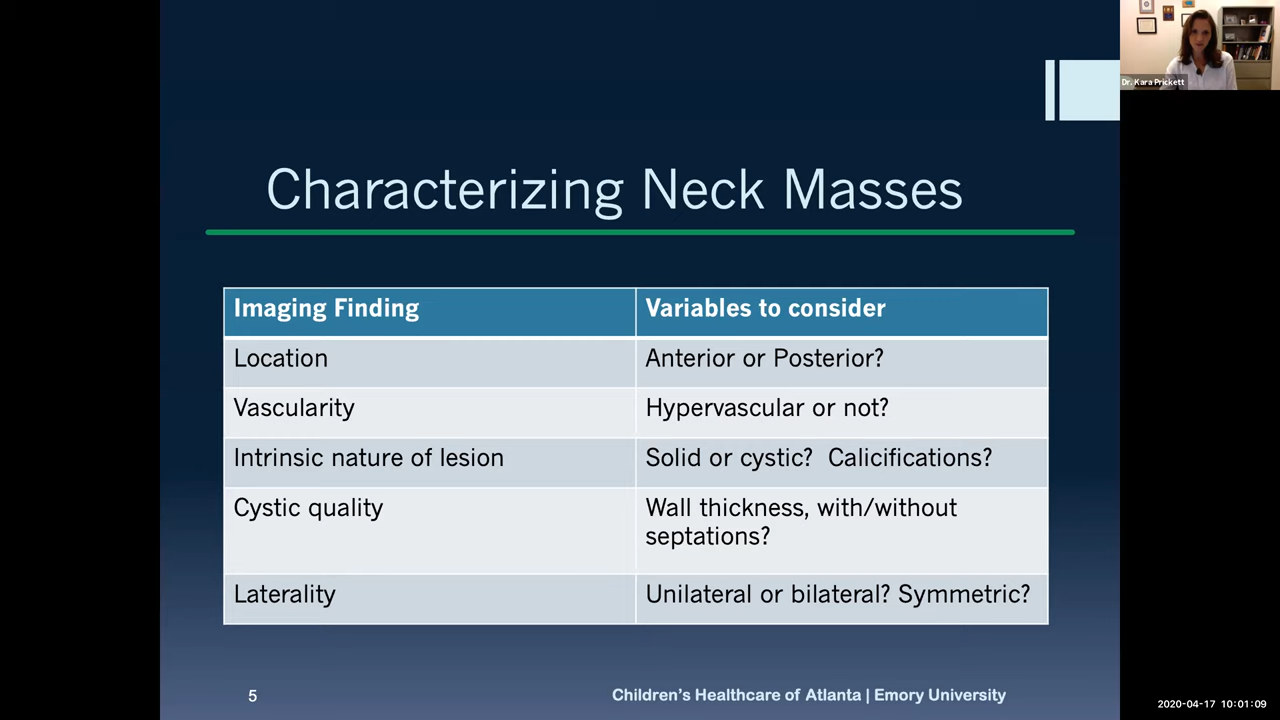 Dr. Kara Prickett
Characterizing Neck Masses
Imaging Finding
Variables to consider
Location
Anterior or Posterior?
Vascularity
Hypervascular or not?
Intrinsic nature of lesion
Solid or cystic?  Calicifications?
Cystic quality
Wall thickness, with/without
septations?
Laterality
Unilateral or bilateral? Symmetric?
5
Children's Healthcare of Atlanta | Emory University
2020-04-17 10:01:09